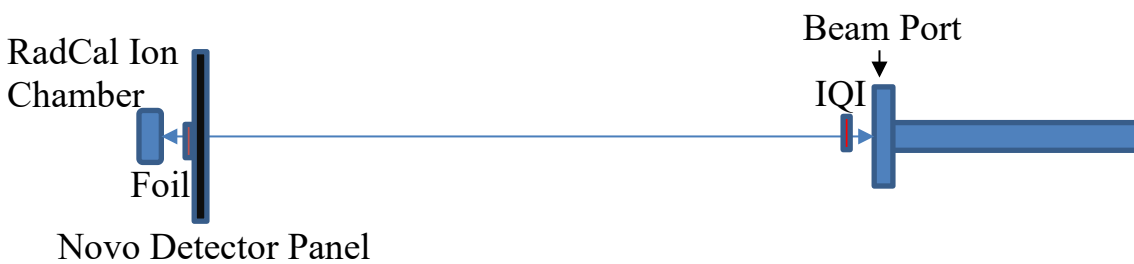 RadCal Ion
Chamber
Foil
Novo Detector Panel
Beam Port
IQI